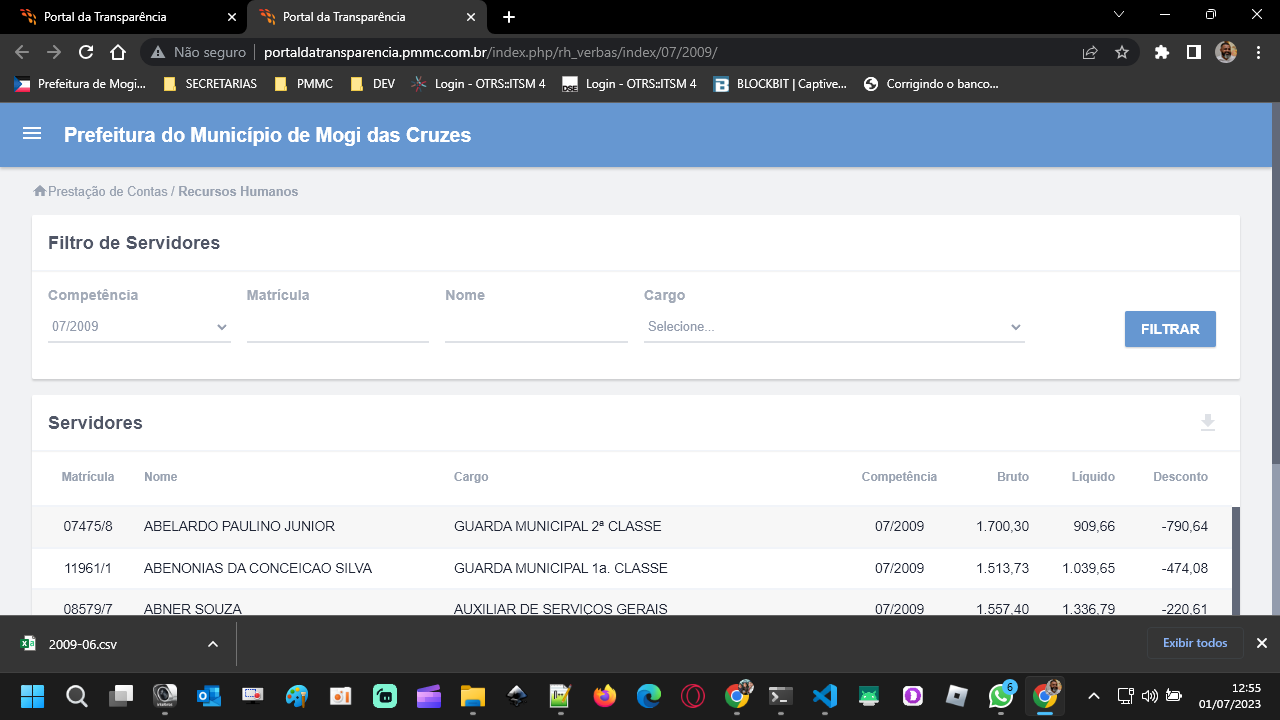 Portal da Transparência
Portal da Transparência
Não seguro
portaldatransparencia.pmmc.com.br/index.php/rh_verbas/index/07/2009/
Prefeitura de Mogi...
SECRETARIAS
PMMC
DEV
Login - OTRS::ITSM 4
Login - OTRS::ITSM 4
BLOCKBIT | Captive...
Corrigindo o banco...
Prefeitura do Município de Mogi das Cruzes
Prestação de Contas / Recursos Humanos
Filtro de Servidores
Competência Matrícula Nome Cargo
07/2009 Selecione... FILTRAR
Servidores
Matrícula Nome Cargo Competência Bruto Líquido Desconto
07475/8 ABELARDO PAULINO JUNIOR GUARDA MUNICIPAL 2ª CLASSE 07/2009 1.700,30 909,66 -790,64
11961/1 ABENONIAS DA CONCEICAO SILVA GUARDA MUNICIPAL 1a. CLASSE 07/2009 1.513,73 1.039,65 -474,08
08579/7 ABNER SOUZA AUXILIAR DE SERVICOS GERAIS 07/2009 1.557,40 1.336,79 -220,61
2009-06.csv
Exibir todos
6
12:55
01/07/2023